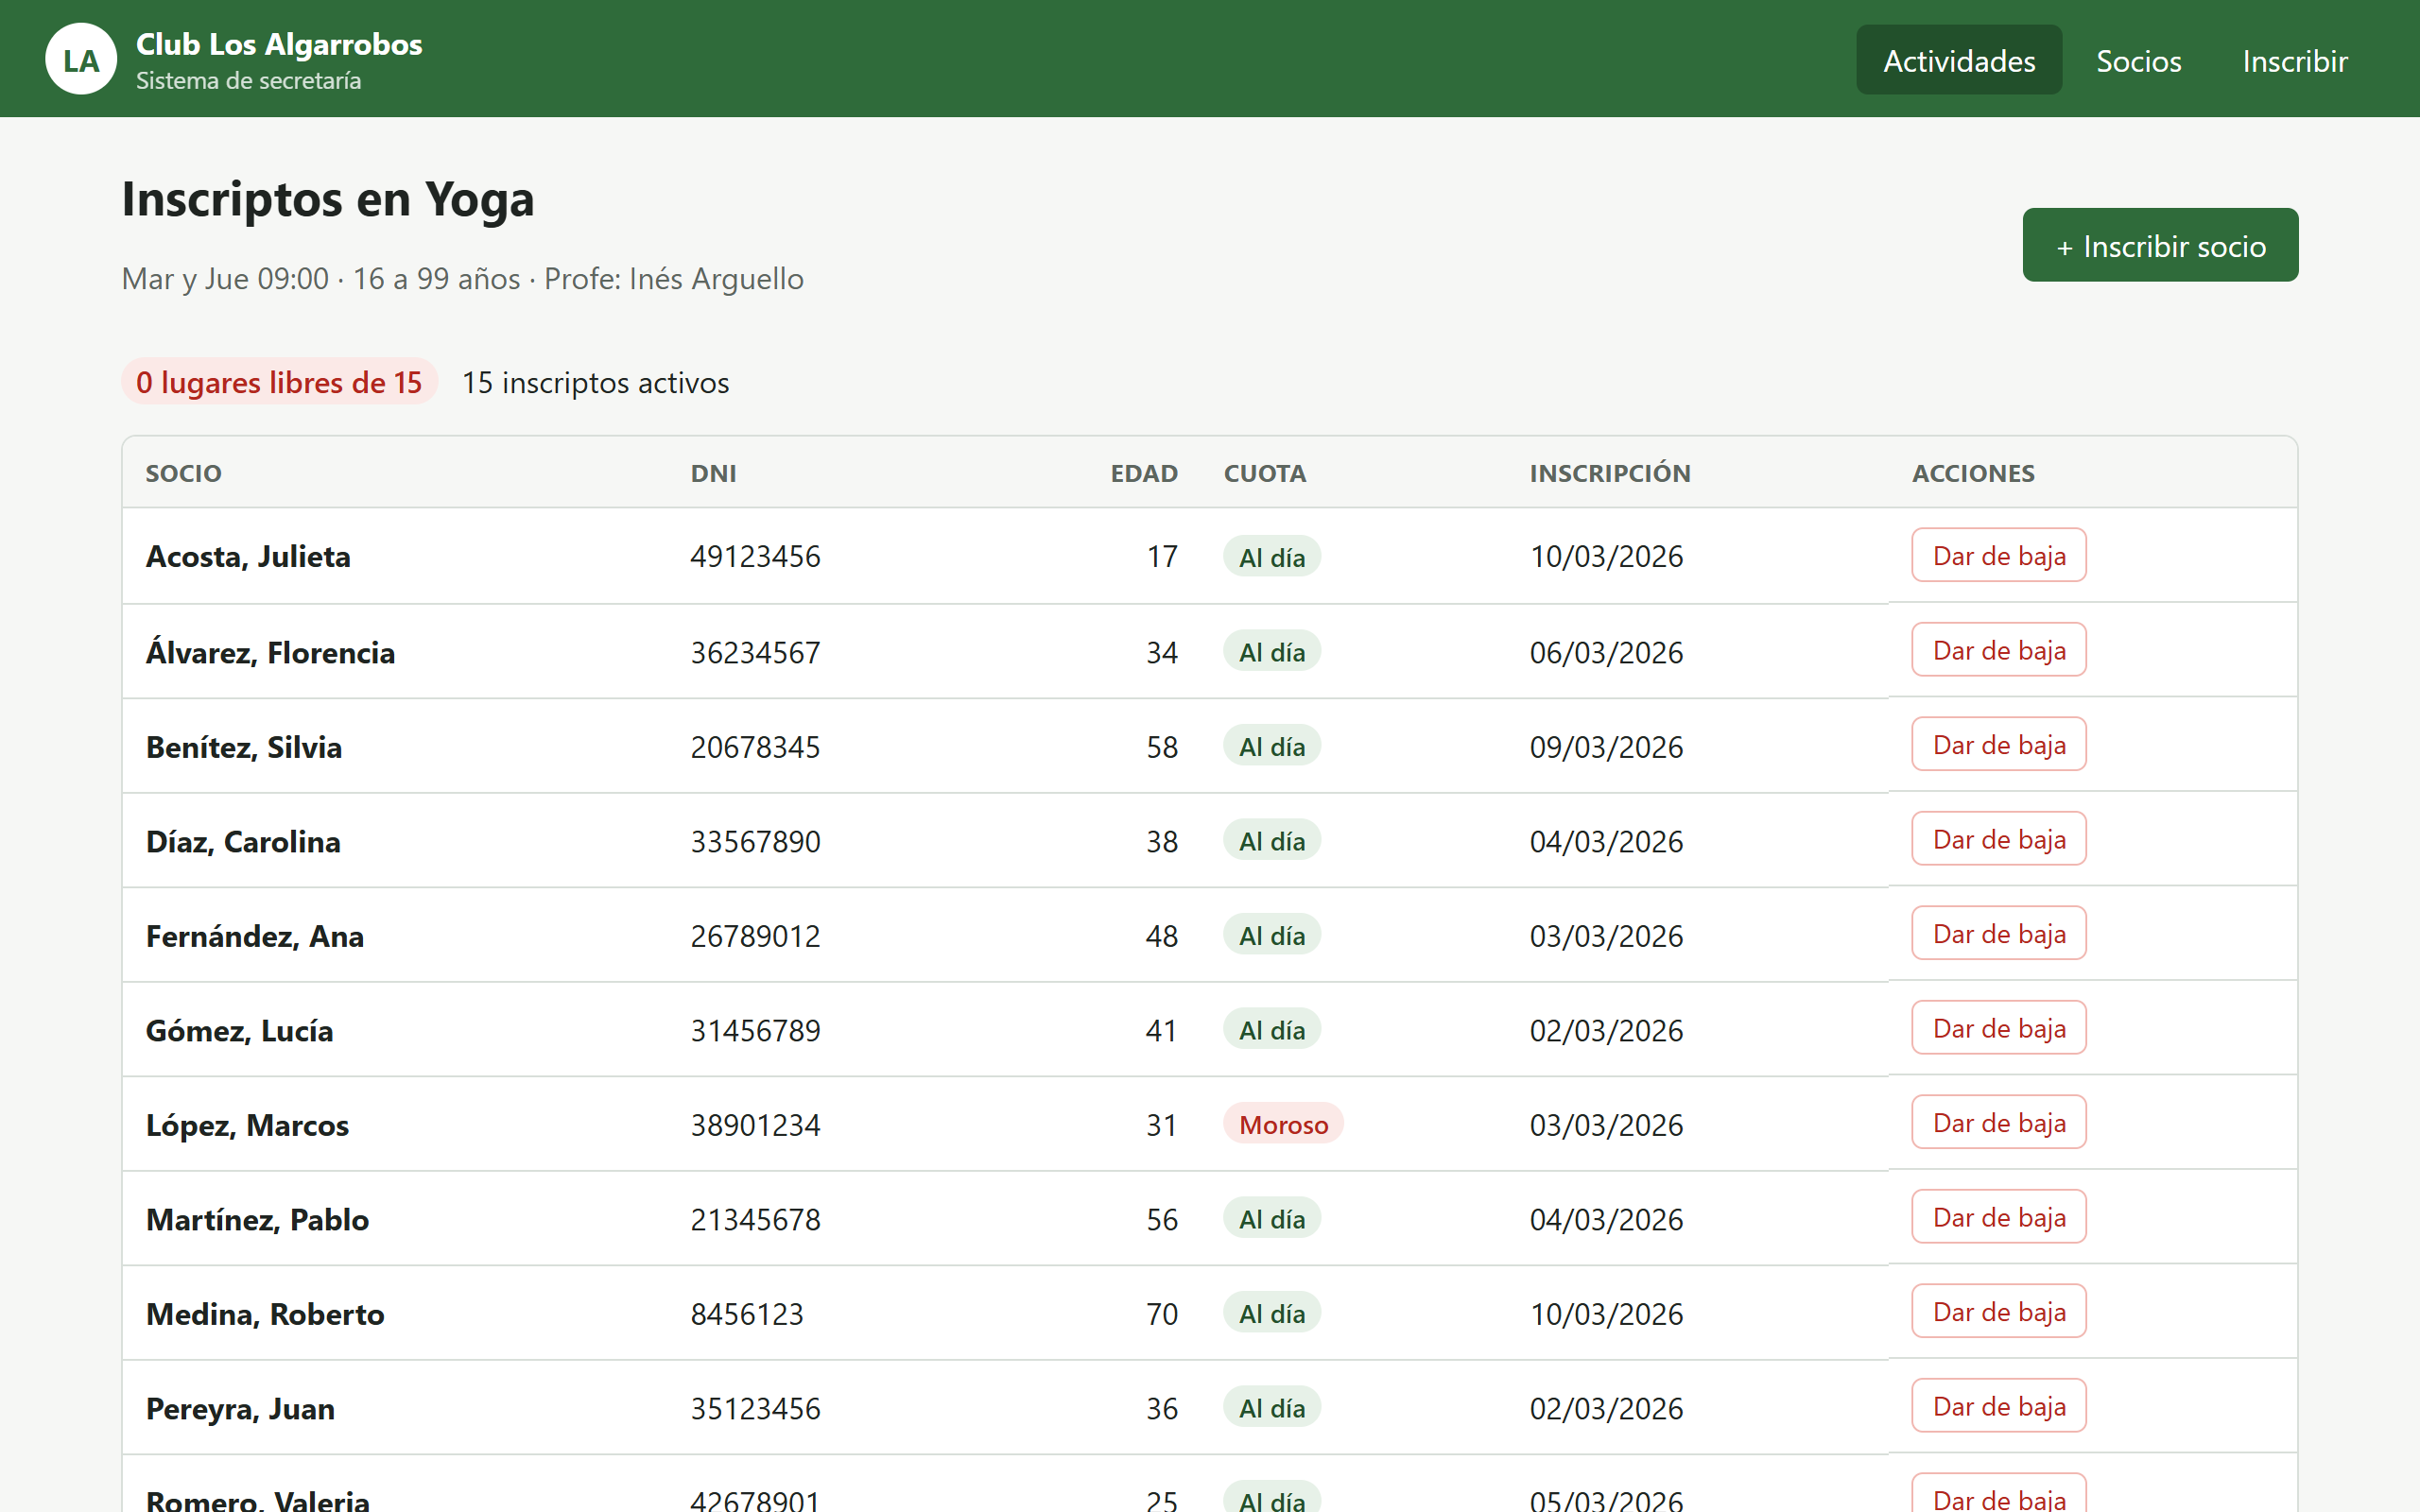 LA
Club Los Algarrobos
Sistema de secretaría
Actividades Socios Inscribir
Inscriptos en Yoga
Mar y Jue 09:00 · 16 a 99 años · Profe: Inés Arguello
+ Inscribir socio
0 lugares libres de 15 15 inscriptos activos
SOCIO DNI EDAD CUOTA INSCRIPCIÓN ACCIONES
Acosta, Julieta 49123456 17 Al día 10/03/2026 Dar de baja
Álvarez, Florencia 36234567 34 Al día 06/03/2026 Dar de baja
Benítez, Silvia 20678345 58 Al día 09/03/2026 Dar de baja
Díaz, Carolina 33567890 38 Al día 04/03/2026 Dar de baja
Fernández, Ana 26789012 48 Al día 03/03/2026 Dar de baja
Gómez, Lucía 31456789 41 Al día 02/03/2026 Dar de baja
López, Marcos 38901234 31 Moroso 03/03/2026 Dar de baja
Martínez, Pablo 21345678 56 Al día 04/03/2026 Dar de baja
Medina, Roberto 8456123 70 Al día 10/03/2026 Dar de baja
Pereyra, Juan 35123456 36 Al día 02/03/2026 Dar de baja
Romero, Valeria 42678901 25 Al día 05/03/2026 Dar de baja